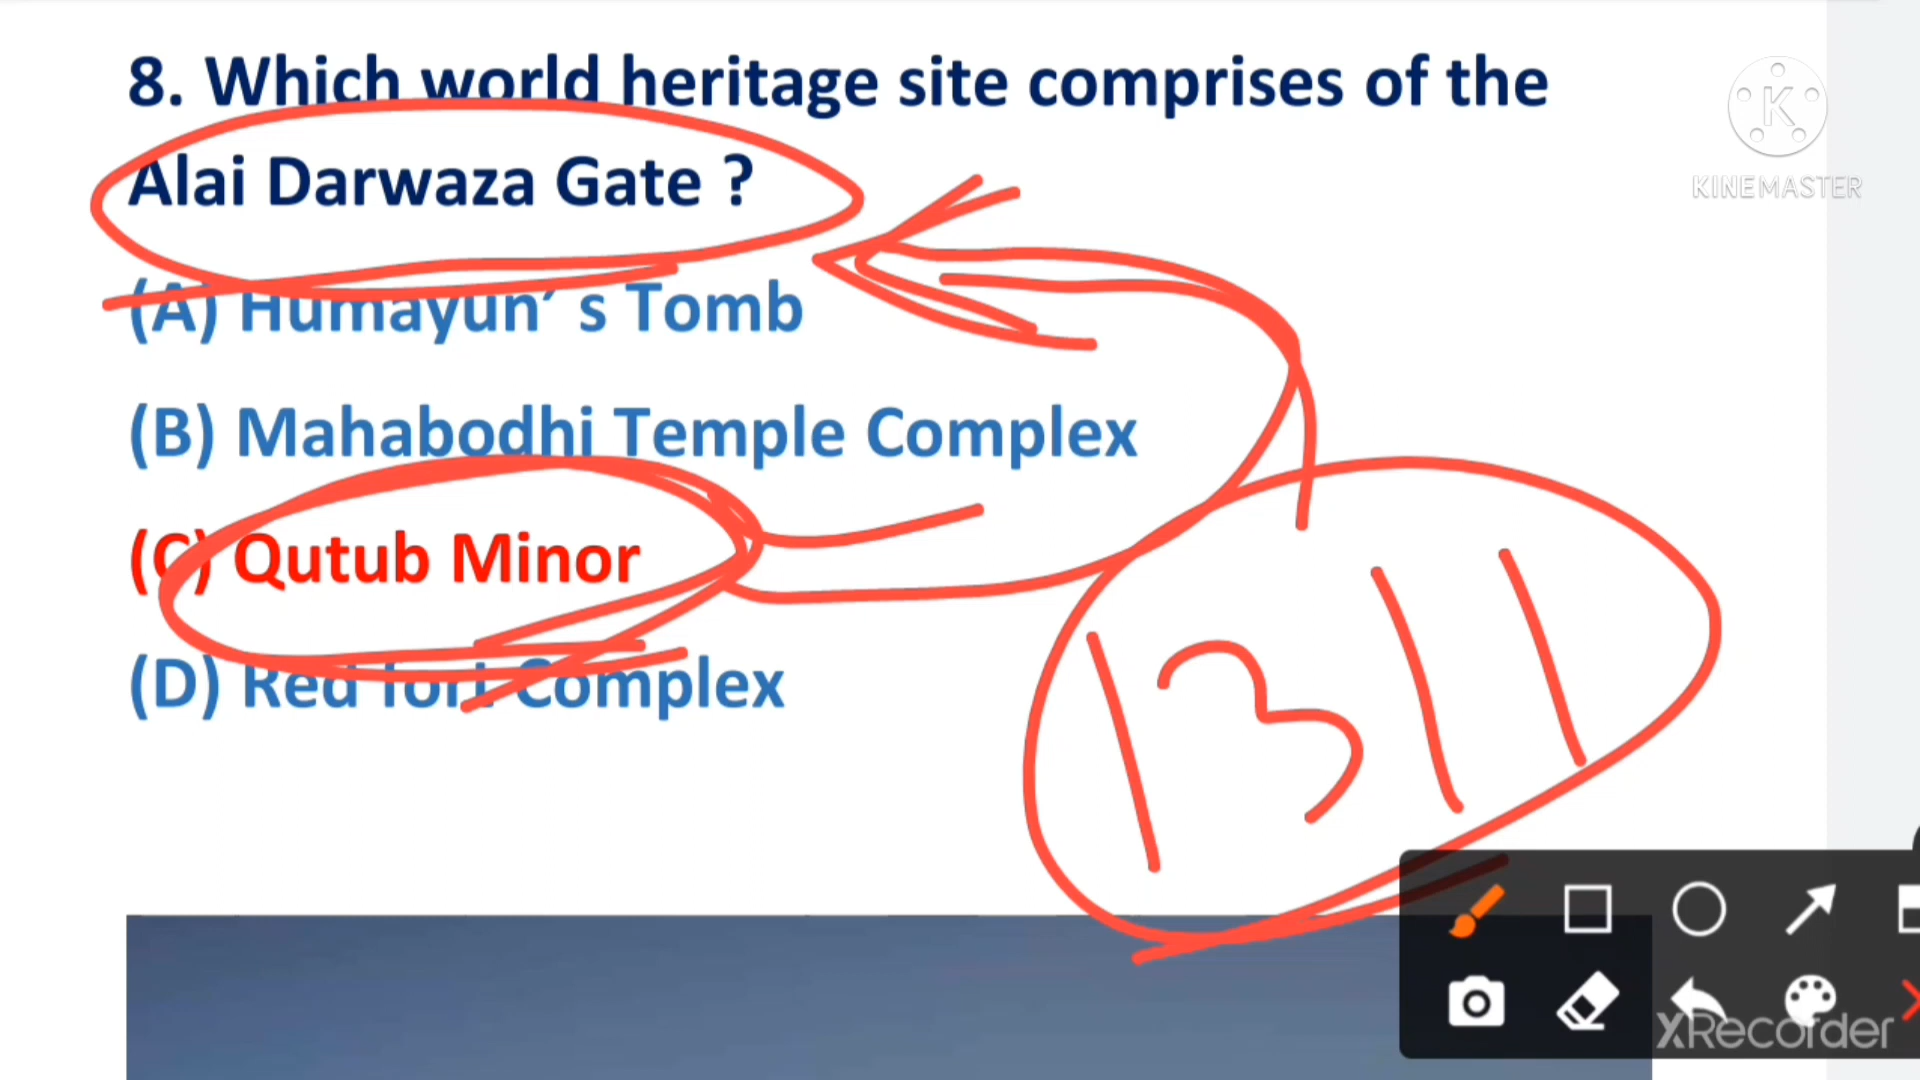 8. Which world heritage site comprises of the
Alai Darwaza Gate ?
(A) Humayun’ s Tomb
(B) Mahabodhi Temple Complex
(C) Qutub Minor
(D) Red fort Complex
1311
K
KINEMASTER
XRecorder